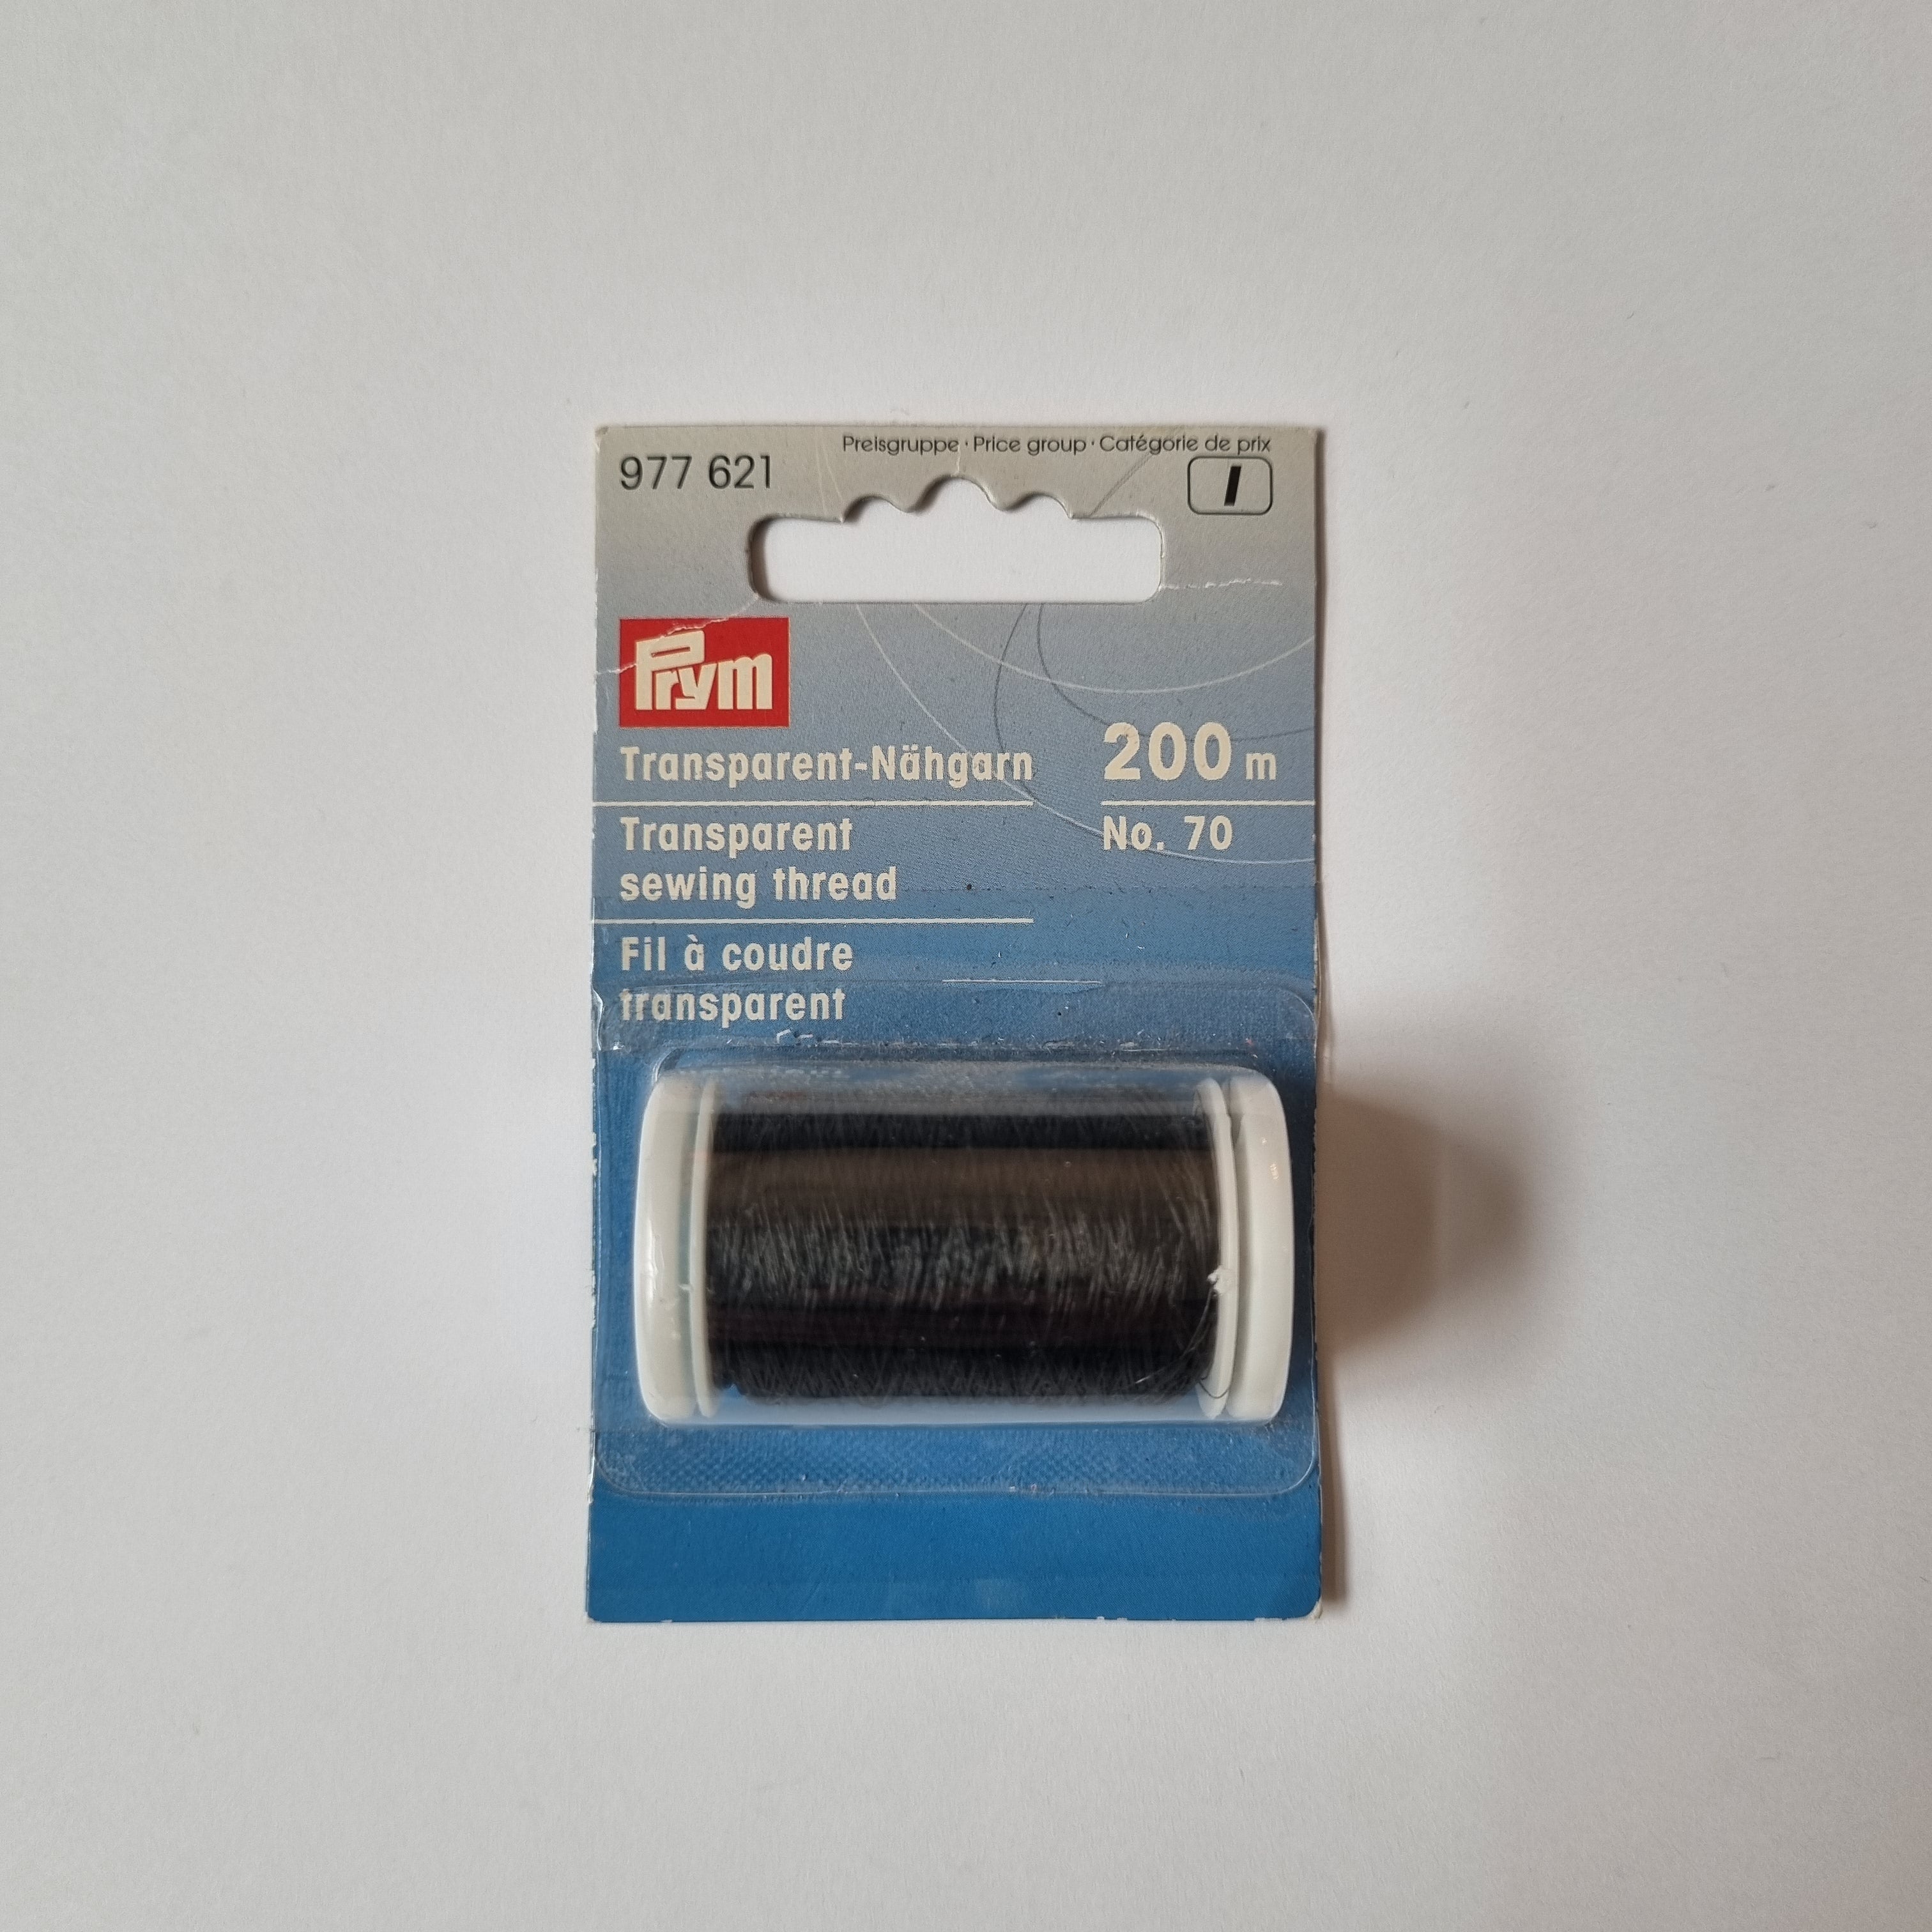 Preisgruppe · Price group · Catégorie de prix
977 621
I
Prym
Transparent-Nähgarn
200 m
Transparent
sewing thread
No. 70
Fil à coudre
transparent